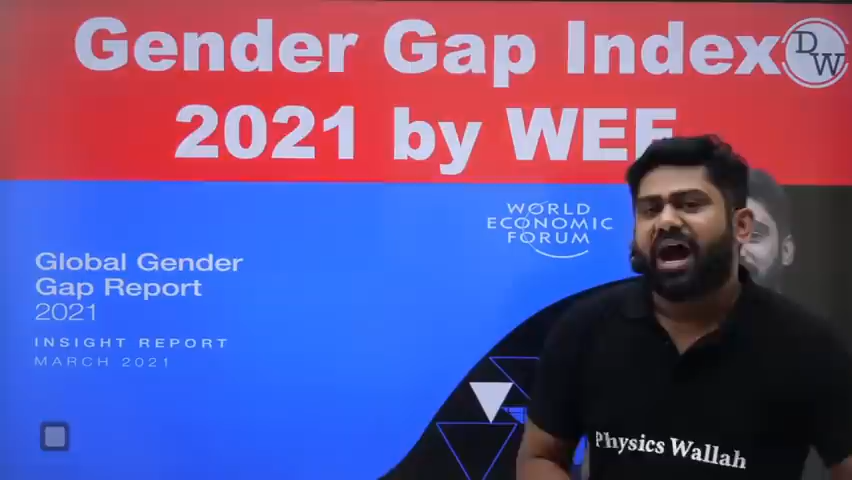 Gender Gap Index
2021 by WEF
DW
WORLD
ECONOMIC
FORUM
Global Gender
Gap Report
2021
INSIGHT REPORT
MARCH 2021
Physics Wallah